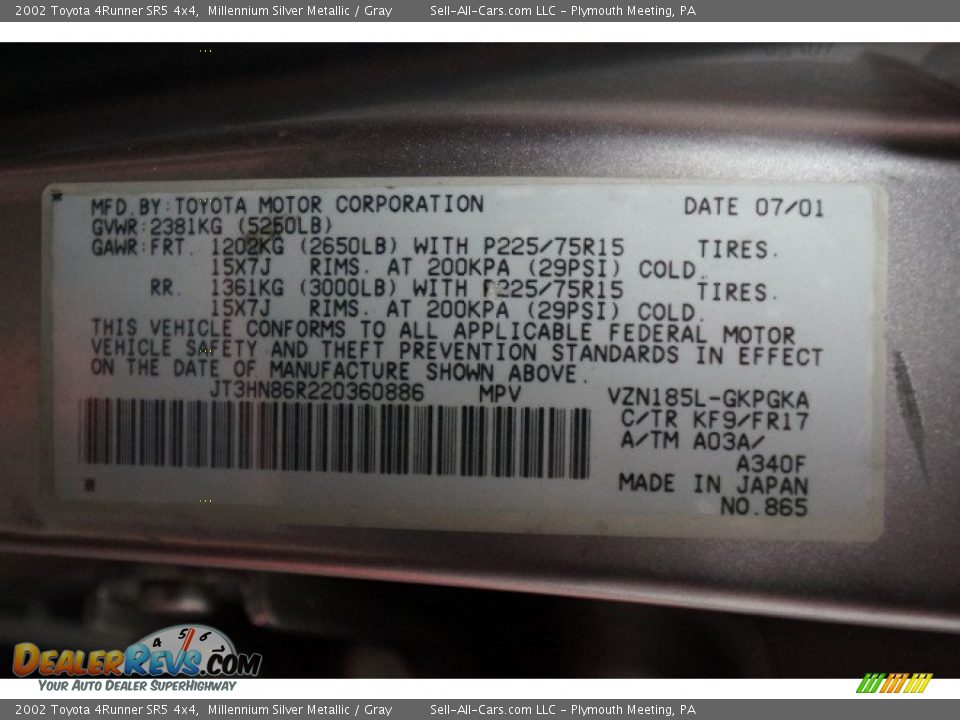 2002 Toyota 4Runner SR5 4x4, Millennium Silver Metallic / Gray Sell-All-Cars.com LLC - Plymouth Meeting, PA
MFD.BY:TOYOTA MOTOR CORPORATION DATE 07/01
GVWR:2381KG (5250LB)
GAWR:FRT. 1202KG (2650LB) WITH P225/75R15 TIRES.
15X7J RIMS. AT 200KPA (29PSI) COLD.
RR. 1361KG (3000LB) WITH P225/75R15 TIRES.
15X7J RIMS. AT 200KPA (29PSI) COLD.
THIS VEHICLE CONFORMS TO ALL APPLICABLE FEDERAL MOTOR
VEHICLE SAFETY AND THEFT PREVENTION STANDARDS IN EFFECT
ON THE DATE OF MANUFACTURE SHOWN ABOVE.
JT3HN86R220360886 MPV VZN185L-GKPGKA
C/TR KF9/FR17
A/TM A03A/
A340F
MADE IN JAPAN
NO.865
4 5 6
DEALERREVS.COM
YOUR AUTO DEALER SUPERHIGHWAY
2002 Toyota 4Runner SR5 4x4, Millennium Silver Metallic / Gray Sell-All-Cars.com LLC - Plymouth Meeting, PA